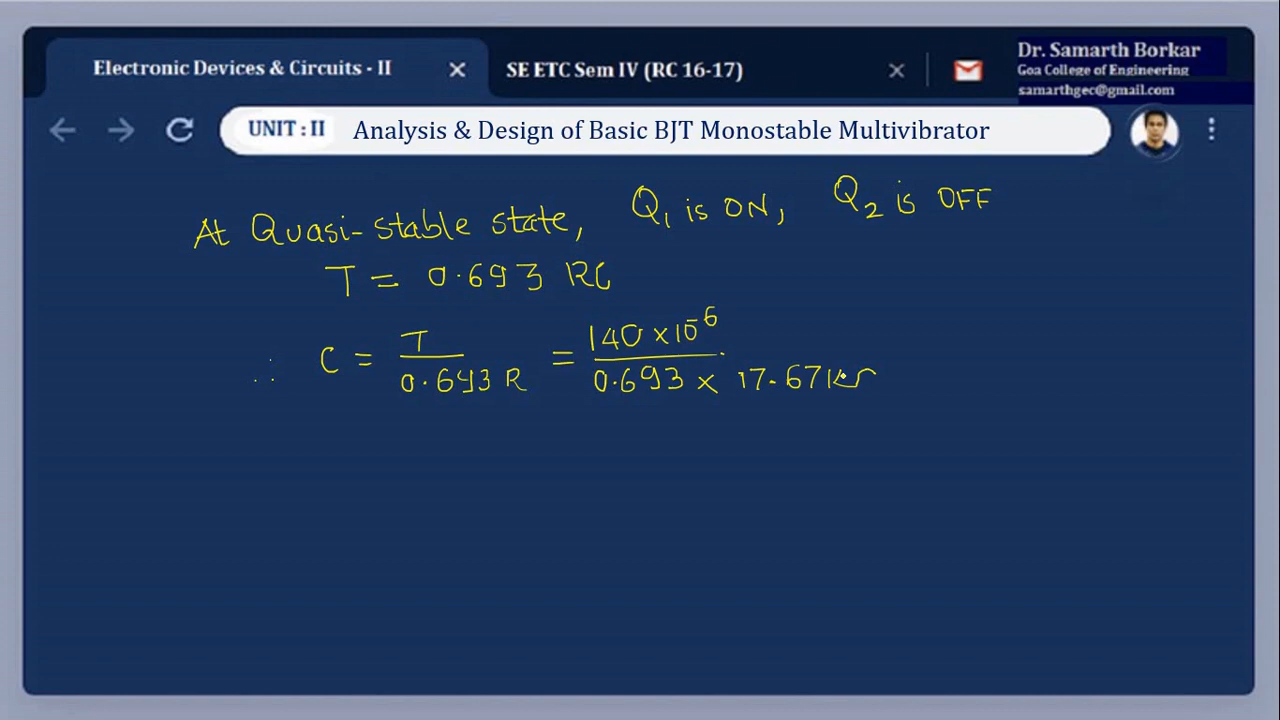 Electronic Devices & Circuits - II
SE ETC Sem IV (RC 16-17)
Dr. Samarth Borkar
Goa College of Engineering
samarthgec@gmail.com
UNIT : II Analysis & Design of Basic BJT Monostable Multivibrator
At Quasi-stable state, Q₁ is ON, Q₂ is OFF
T = 0.693 RC
∴ C = T / 0.693 R = 140 × 10⁻⁶ / 0.693 × 17.67K